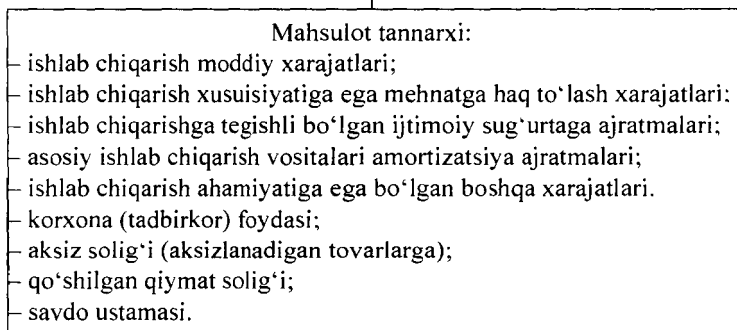 Mahsulot tannarxi:
– ishlab chiqarish moddiy xarajatlari;
– ishlab chiqarish xususiyatiga ega mehnatga haq to‘lash xarajatlari;
– ishlab chiqarishga tegishli bo‘lgan ijtimoiy sug‘urtaga ajratmalari;
– asosiy ishlab chiqarish vositalari amortizatsiya ajratmalari;
– ishlab chiqarish ahamiyatiga ega bo‘lgan boshqa xarajatlari.
– korxona (tadbirkor) foydasi;
– aksiz solig‘i (aksizlanadigan tovarlarga);
– qo‘shilgan qiymat solig‘i;
– savdo ustamasi.